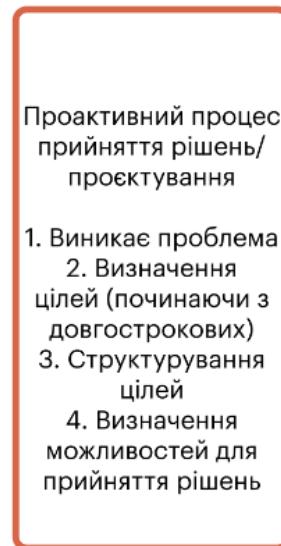 Проактивний процес
прийняття рішень/
проєктування
1. Виникає проблема
2. Визначення
цілей (починаючи з
довгострокових)
3. Структурування
цілей
4. Визначення
можливостей для
прийняття рішень